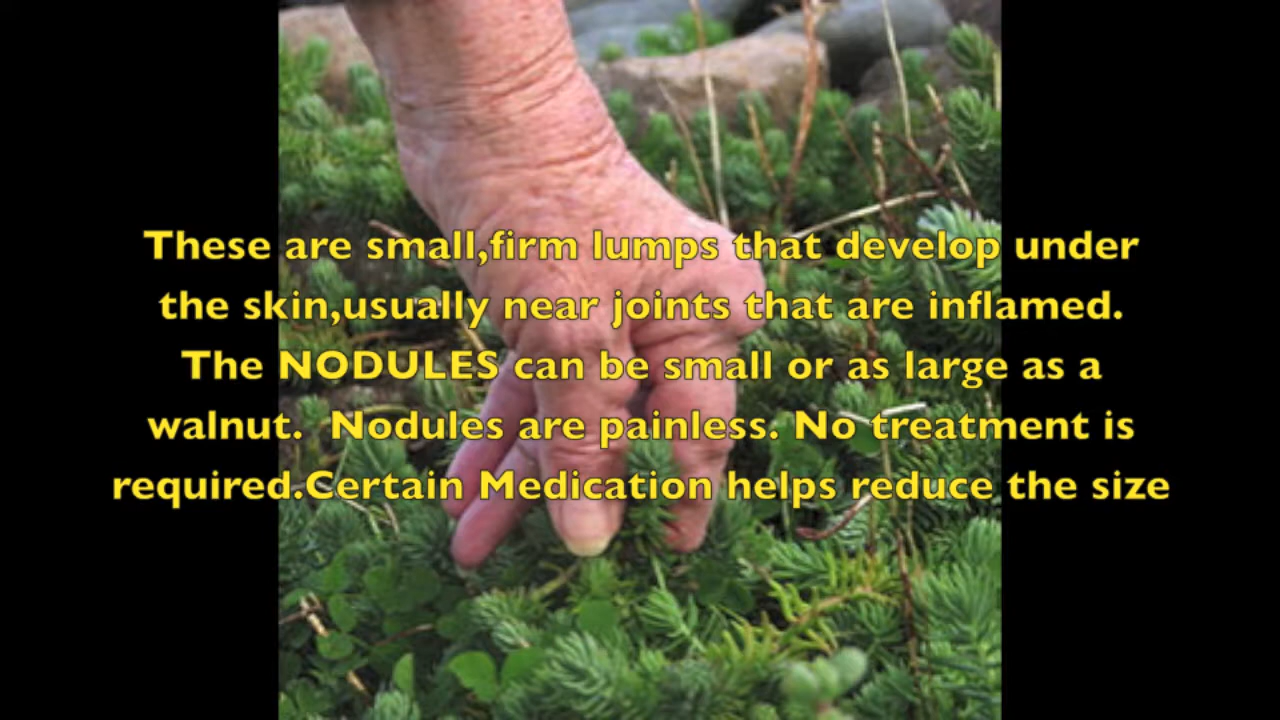 These are small,firm lumps that develop under
the skin,usually near joints that are inflamed.
The NODULES can be small or as large as a
walnut.  Nodules are painless. No treatment is
required.Certain Medication helps reduce the size